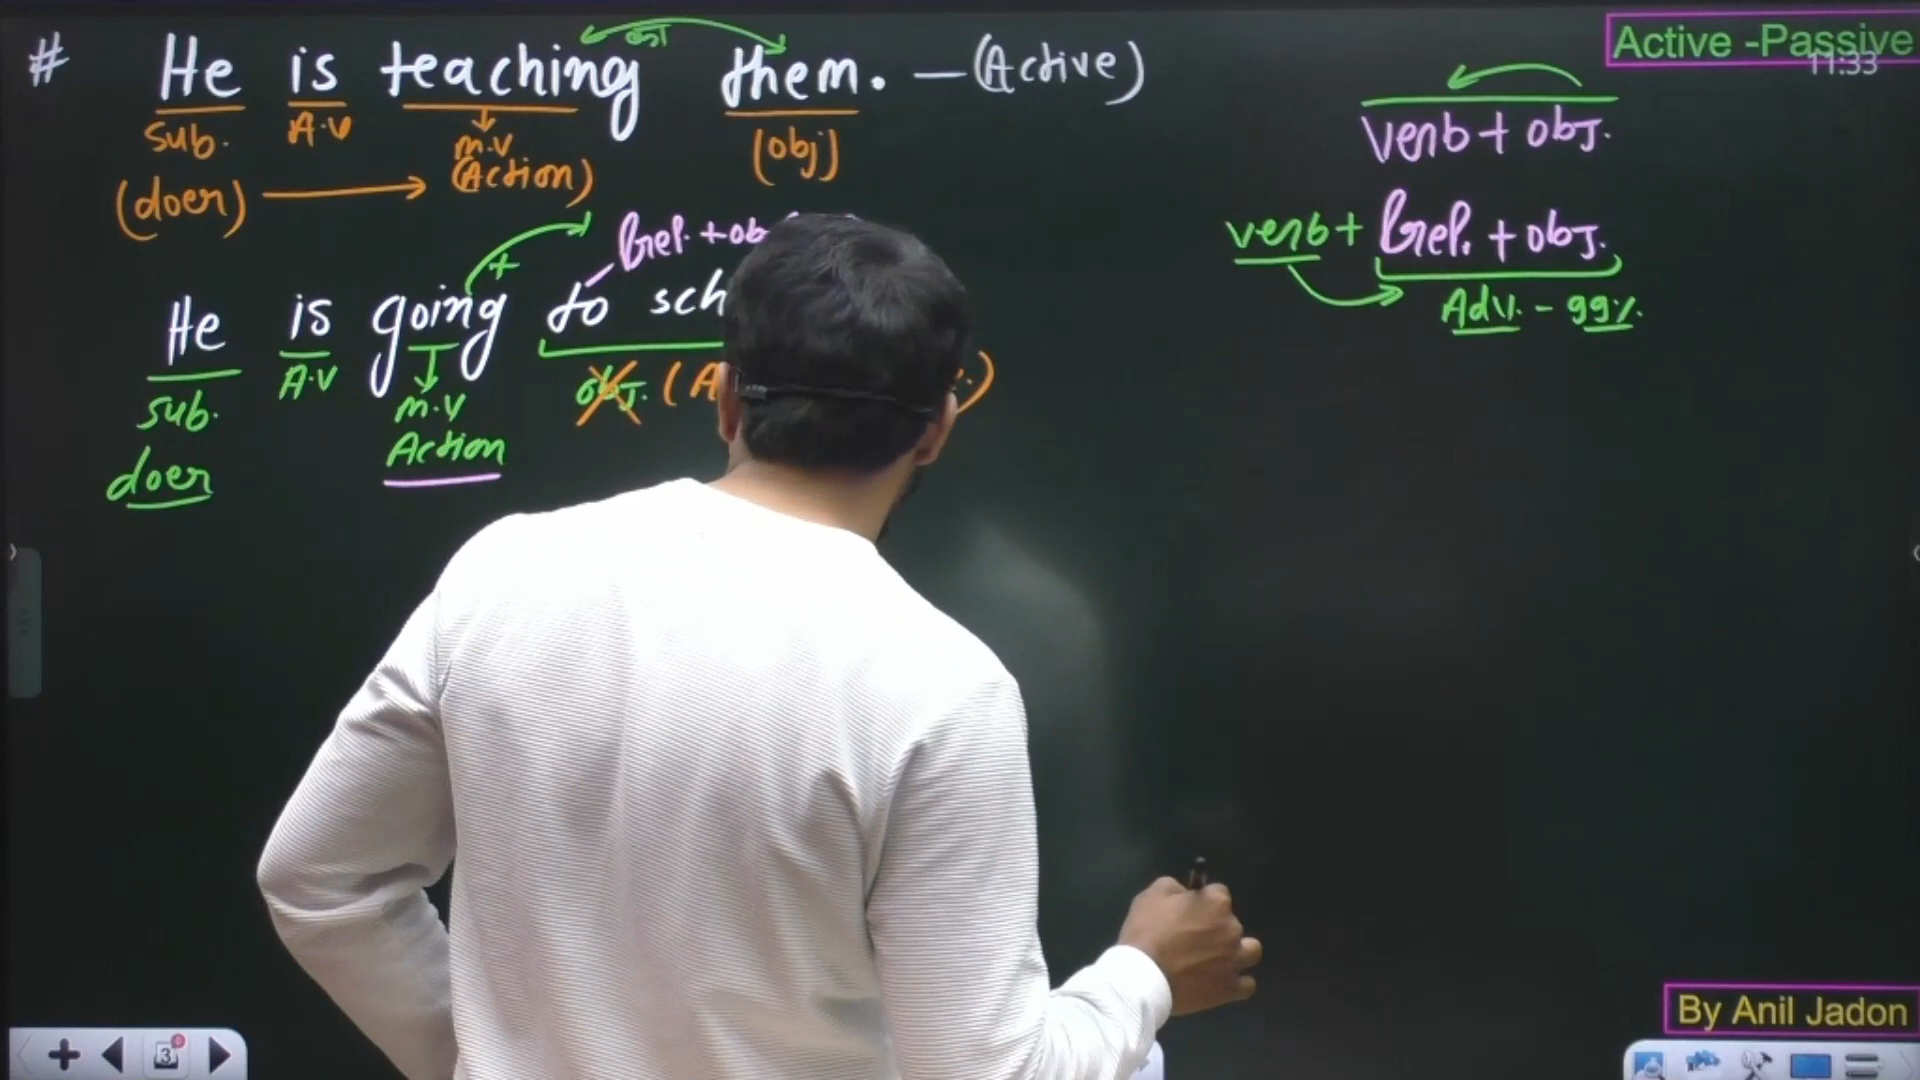 Active -Passive
11:33
# He is teaching them. — (Active)
sub. A.V m.v (obj)
(doer) (Action)
verb + obj.
Prep. + ob
verb + Prep. + obj.
Adv. - 99%.
He is going + to sch
sub. A.V m.v obj. (A
doer Action
By Anil Jadon
3